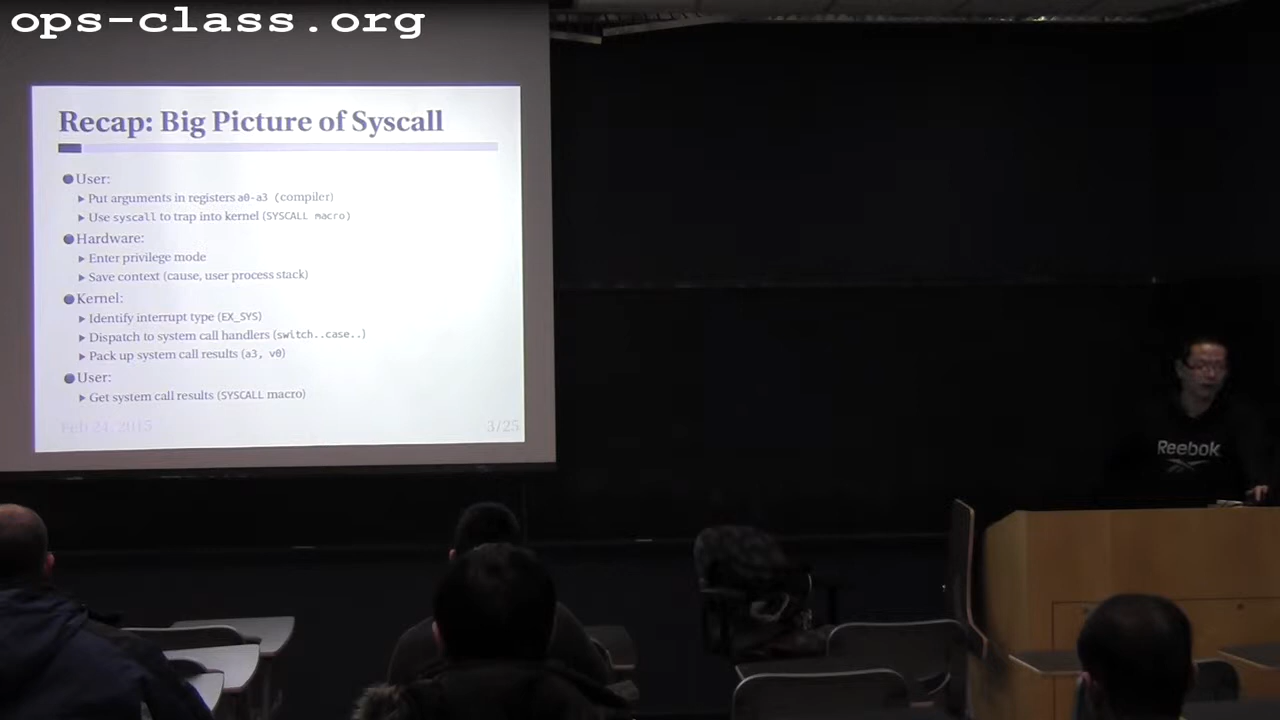 ops-class.org
Recap: Big Picture of Syscall
User:
Put arguments in registers a0-a3 (compiler)
Use syscall to trap into kernel (SYSCALL macro)
Hardware:
Enter privilege mode
Save context (cause, user process stack)
Kernel:
Identify interrupt type (EX_SYS)
Dispatch to system call handlers (switch..case..)
Pack up system call results (a3, v0)
User:
Get system call results (SYSCALL macro)
Feb 24, 2015
3/25
Reebok